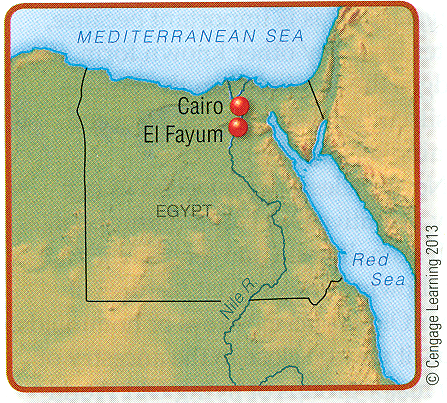 MEDITERRANEAN SEA
Cairo
El Fayum
EGYPT
Nile R.
Red
Sea
© Cengage Learning 2013